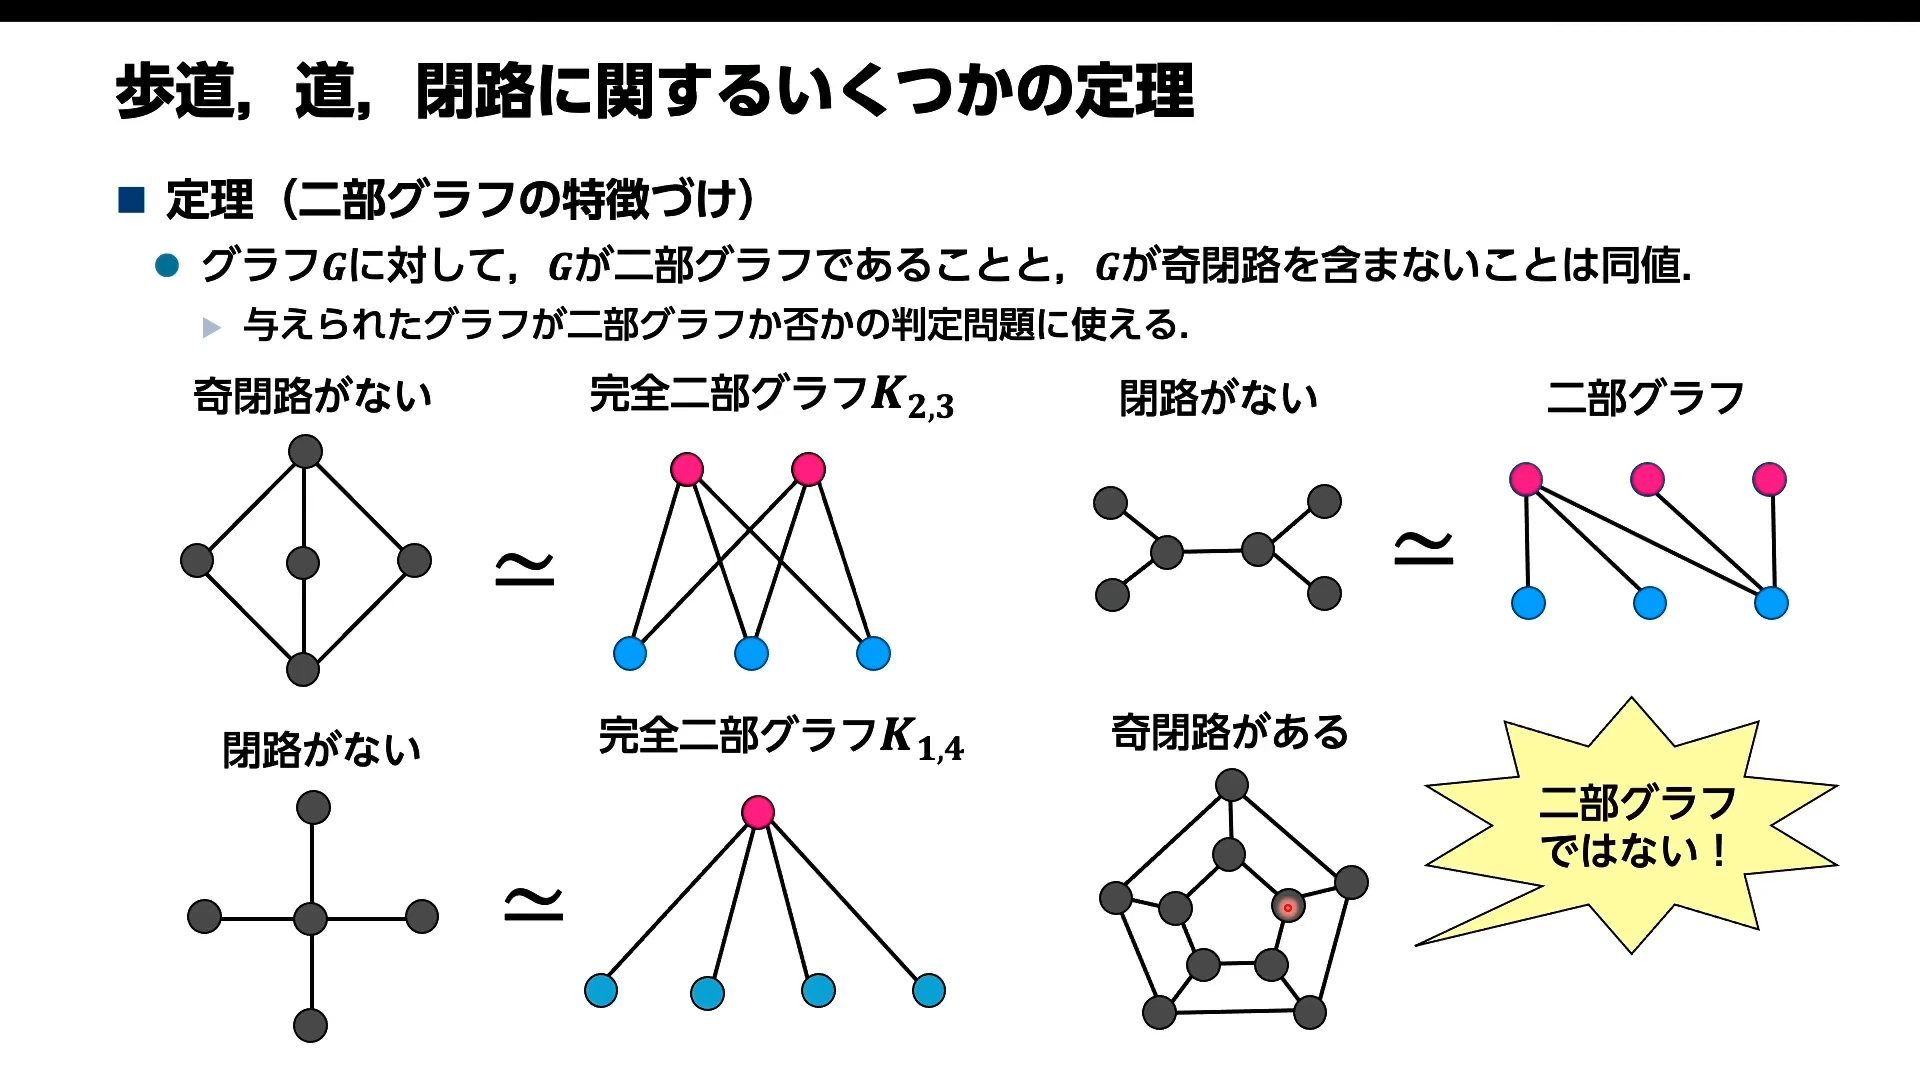 歩道，道，閉路に関するいくつかの定理
定理（二部グラフの特徴づけ）
グラフGに対して，Gが二部グラフであることと，Gが奇閉路を含まないことは同値．
与えられたグラフが二部グラフか否かの判定問題に使える．
奇閉路がない
完全二部グラフK2,3
閉路がない
二部グラフ
≃
≃
閉路がない
完全二部グラフK1,4
奇閉路がある
≃
二部グラフ
ではない！